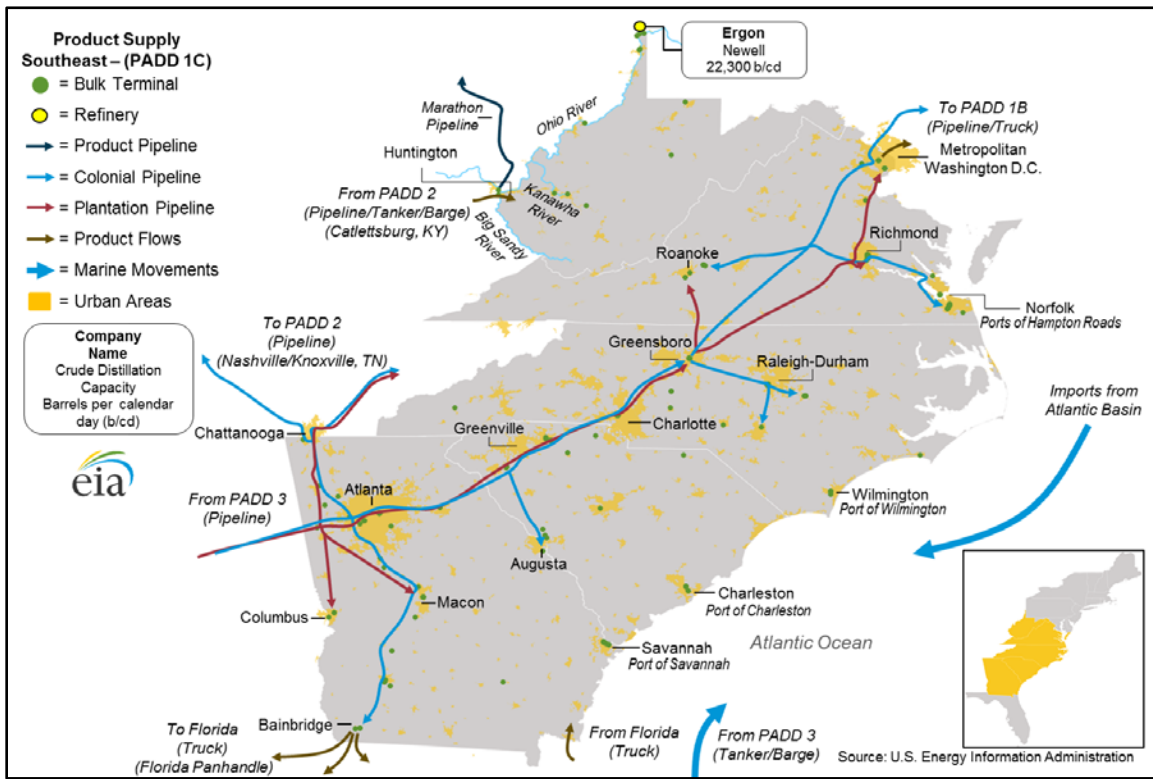 Product Supply
Southeast – (PADD 1C)
= Bulk Terminal
= Refinery
= Product Pipeline
= Colonial Pipeline
= Plantation Pipeline
= Product Flows
= Marine Movements
= Urban Areas
Company
Name
Crude Distillation
Capacity
Barrels per calendar
day (b/cd)
eia
Ergon
Newell
22,300 b/cd
Marathon
Pipeline
Ohio River
Huntington
From PADD 2
(Pipeline/Tanker/Barge)
(Catlettsburg, KY)
Kanawha
River
Big Sandy
River
To PADD 1B
(Pipeline/Truck)
Metropolitan
Washington D.C.
Richmond
Roanoke
Norfolk
Ports of Hampton Roads
To PADD 2
(Pipeline)
(Nashville/Knoxville, TN)
Greensboro
Raleigh-Durham
Imports from
Atlantic Basin
Chattanooga
Greenville
Charlotte
From PADD 3
(Pipeline)
Atlanta
Wilmington
Port of Wilmington
Augusta
Columbus
Macon
Charleston
Port of Charleston
Savannah
Port of Savannah
Atlantic Ocean
Bainbridge
To Florida
(Truck)
(Florida Panhandle)
From Florida
(Truck)
From PADD 3
(Tanker/Barge)
Source: U.S. Energy Information Administration